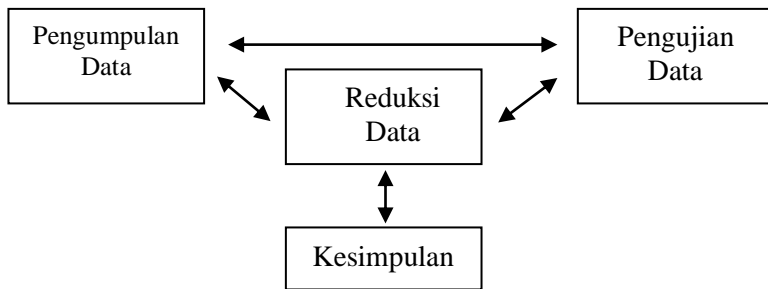 Pengumpulan
Data
Pengujian
Data
Reduksi
Data
Kesimpulan